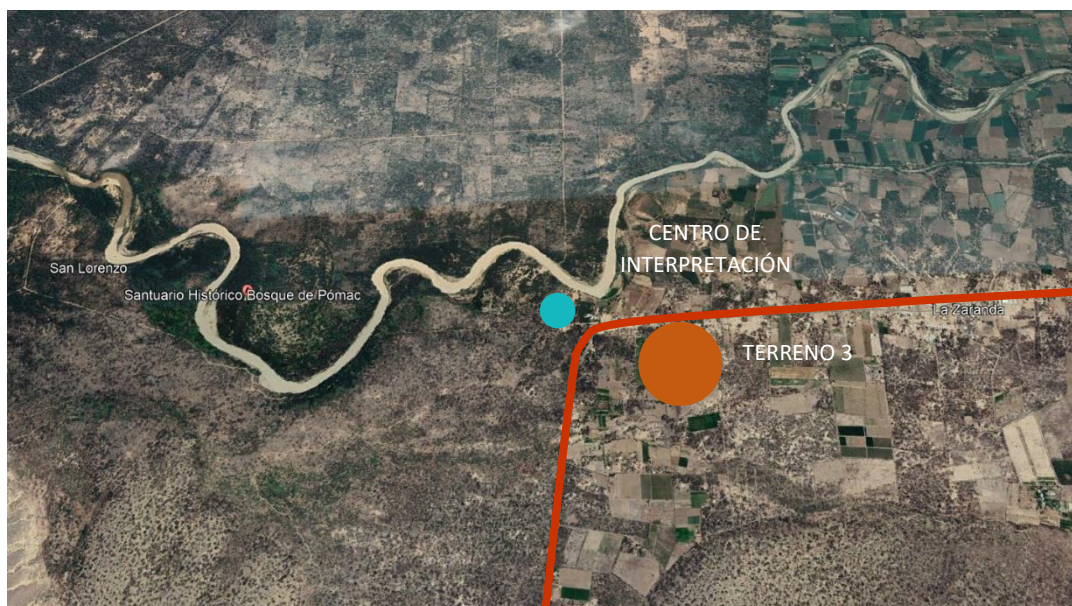 CENTRO DE
INTERPRETACIÓN
San Lorenzo
Santuario Histórico Bosque de Pómac
La Zaranda
TERRENO 3